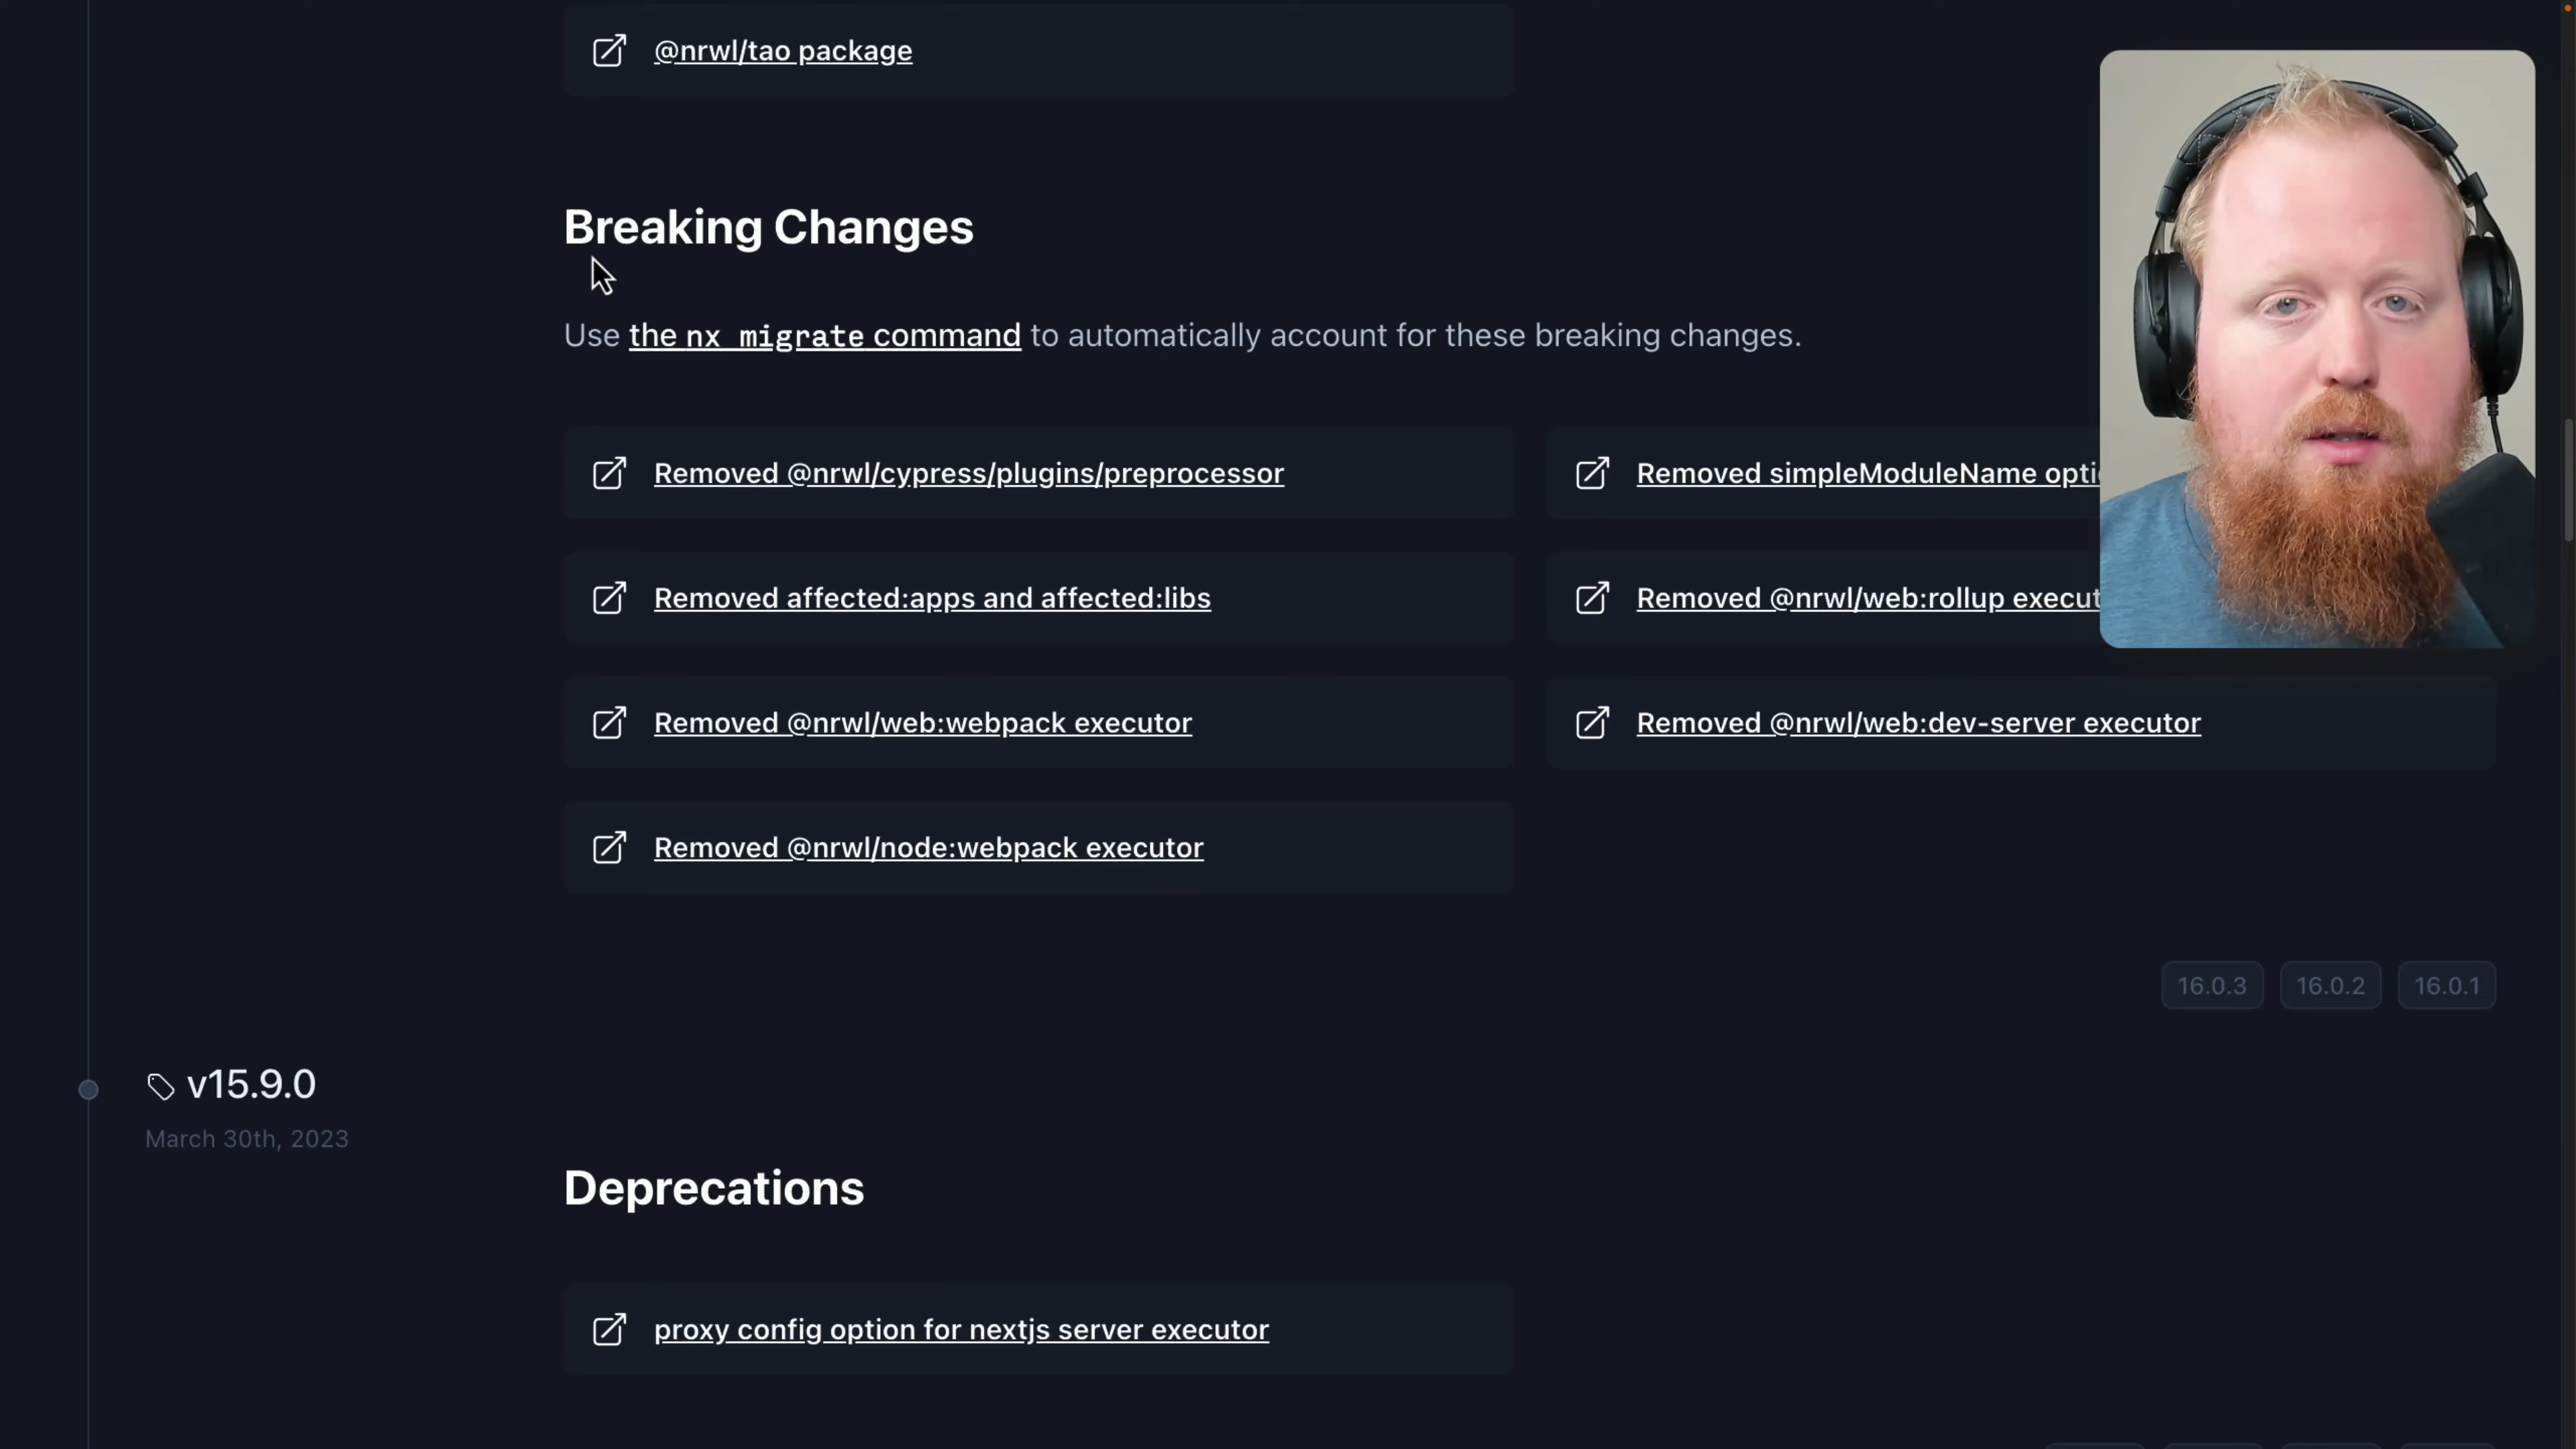 @nrwl/tao package
Breaking Changes
Use the nx migrate command to automatically account for these breaking changes.
Removed @nrwl/cypress/plugins/preprocessor
Removed simpleModuleName
Removed affected:apps and affected:libs
Removed @nrwl/web:rollup
Removed @nrwl/web:webpack executor
Removed @nrwl/web:dev-server executor
Removed @nrwl/node:webpack executor
16.0.3 16.0.2 16.0.1
v15.9.0
March 30th, 2023
Deprecations
proxy config option for nextjs server executor